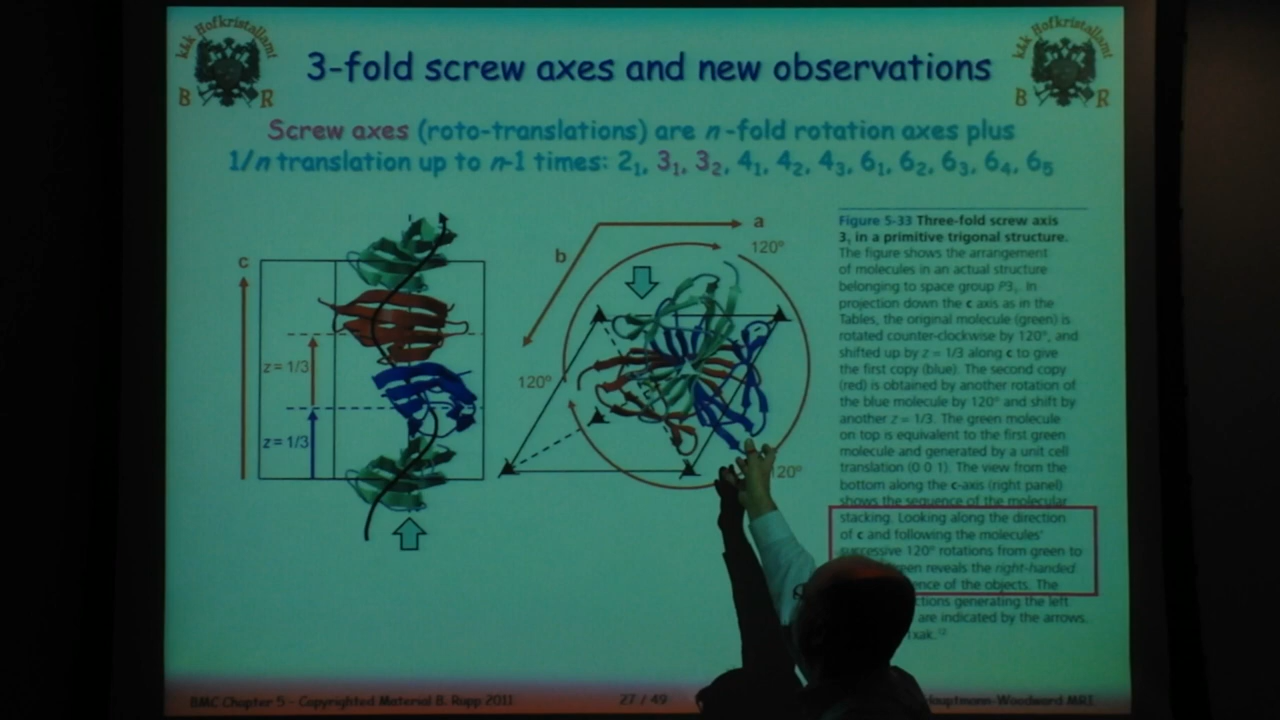 k&k Hofkristallamt
B R
k&k Hofkristallamt
B R
3-fold screw axes and new observations
Screw axes (roto-translations) are n-fold rotation axes plus
1/n translation up to n-1 times: 2₁, 3₁, 3₂, 4₁, 4₂, 4₃, 6₁, 6₂, 6₃, 6₄, 6₅
c
z = 1/3
z = 1/3
a
b
120°
120°
120°
Figure 5-33 Three-fold screw axis
3₁ in a primitive trigonal structure.
The figure shows the arrangement
of molecules in an actual structure
belonging to space group P3₁. In
projection down the c axis as in the
Tables, the original molecule (green) is
rotated counter-clockwise by 120°, and
shifted up by z = 1/3 along c to give
the first copy (blue). The second copy
(red) is obtained by another rotation of
the blue molecule by 120° and shift by
another z = 1/3. The green molecule
on top is equivalent to the first green
molecule and generated by a unit cell
translation (0 0 1). The view from the
bottom along the c-axis (right panel)
shows the sequence of the molecular
stacking. Looking along the direction
of c and following the molecules'
successive 120° rotations from green to
reveals the right-handed
of the objects. The
generating the left
are indicated by the arrows.
BMC Chapter 5 - Copyrighted Material B. Rupp 2011
27 / 49
Hauptmann-Woodward MRI